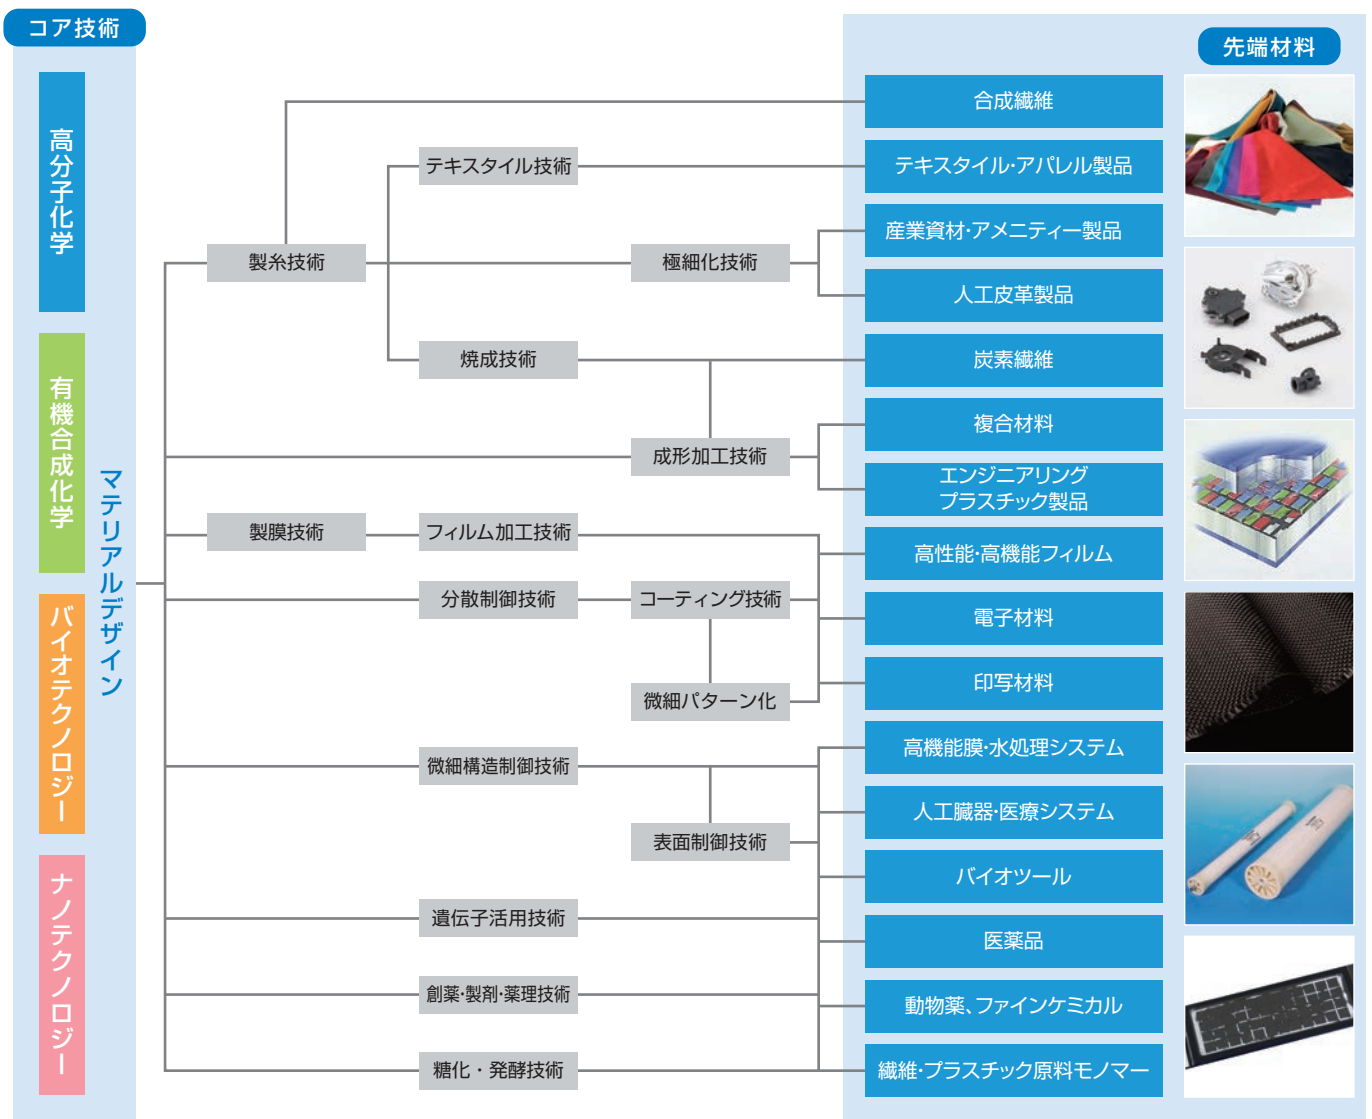 コア技術
先端材料
高分子化学
有機合成化学
バイオテクノロジー
ナノテクノロジー
マテリアルデザイン
製糸技術
製膜技術
テキスタイル技術
焼成技術
フィルム加工技術
分散制御技術
微細構造制御技術
遺伝子活用技術
創薬・製剤・薬理技術
糖化・発酵技術
極細化技術
成形加工技術
コーティング技術
微細パターン化
表面制御技術
合成繊維
テキスタイル・アパレル製品
産業資材・アメニティー製品
人工皮革製品
炭素繊維
複合材料
エンジニアリング
プラスチック製品
高性能・高機能フィルム
電子材料
印写材料
高機能膜・水処理システム
人工臓器・医療システム
バイオツール
医薬品
動物薬、ファインケミカル
繊維・プラスチック原料モノマー